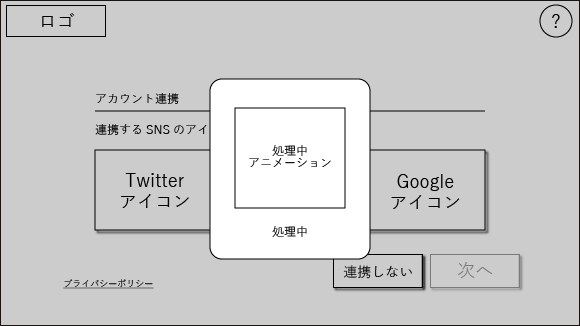 ロゴ
?
アカウント連携
連携する SNS のアイ
Twitter
アイコン
処理中
アニメーション
処理中
Google
アイコン
連携しない
次へ
プライバシーポリシー